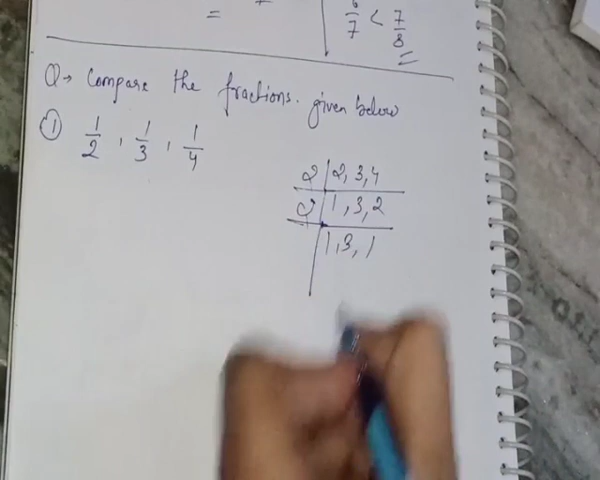 =
6/7 < 7/8
Q→ Compare the fractions. given below
① 1/2 , 1/3 , 1/4
2 | 2, 3, 4
2 | 1, 3, 2
| 1, 3, 1